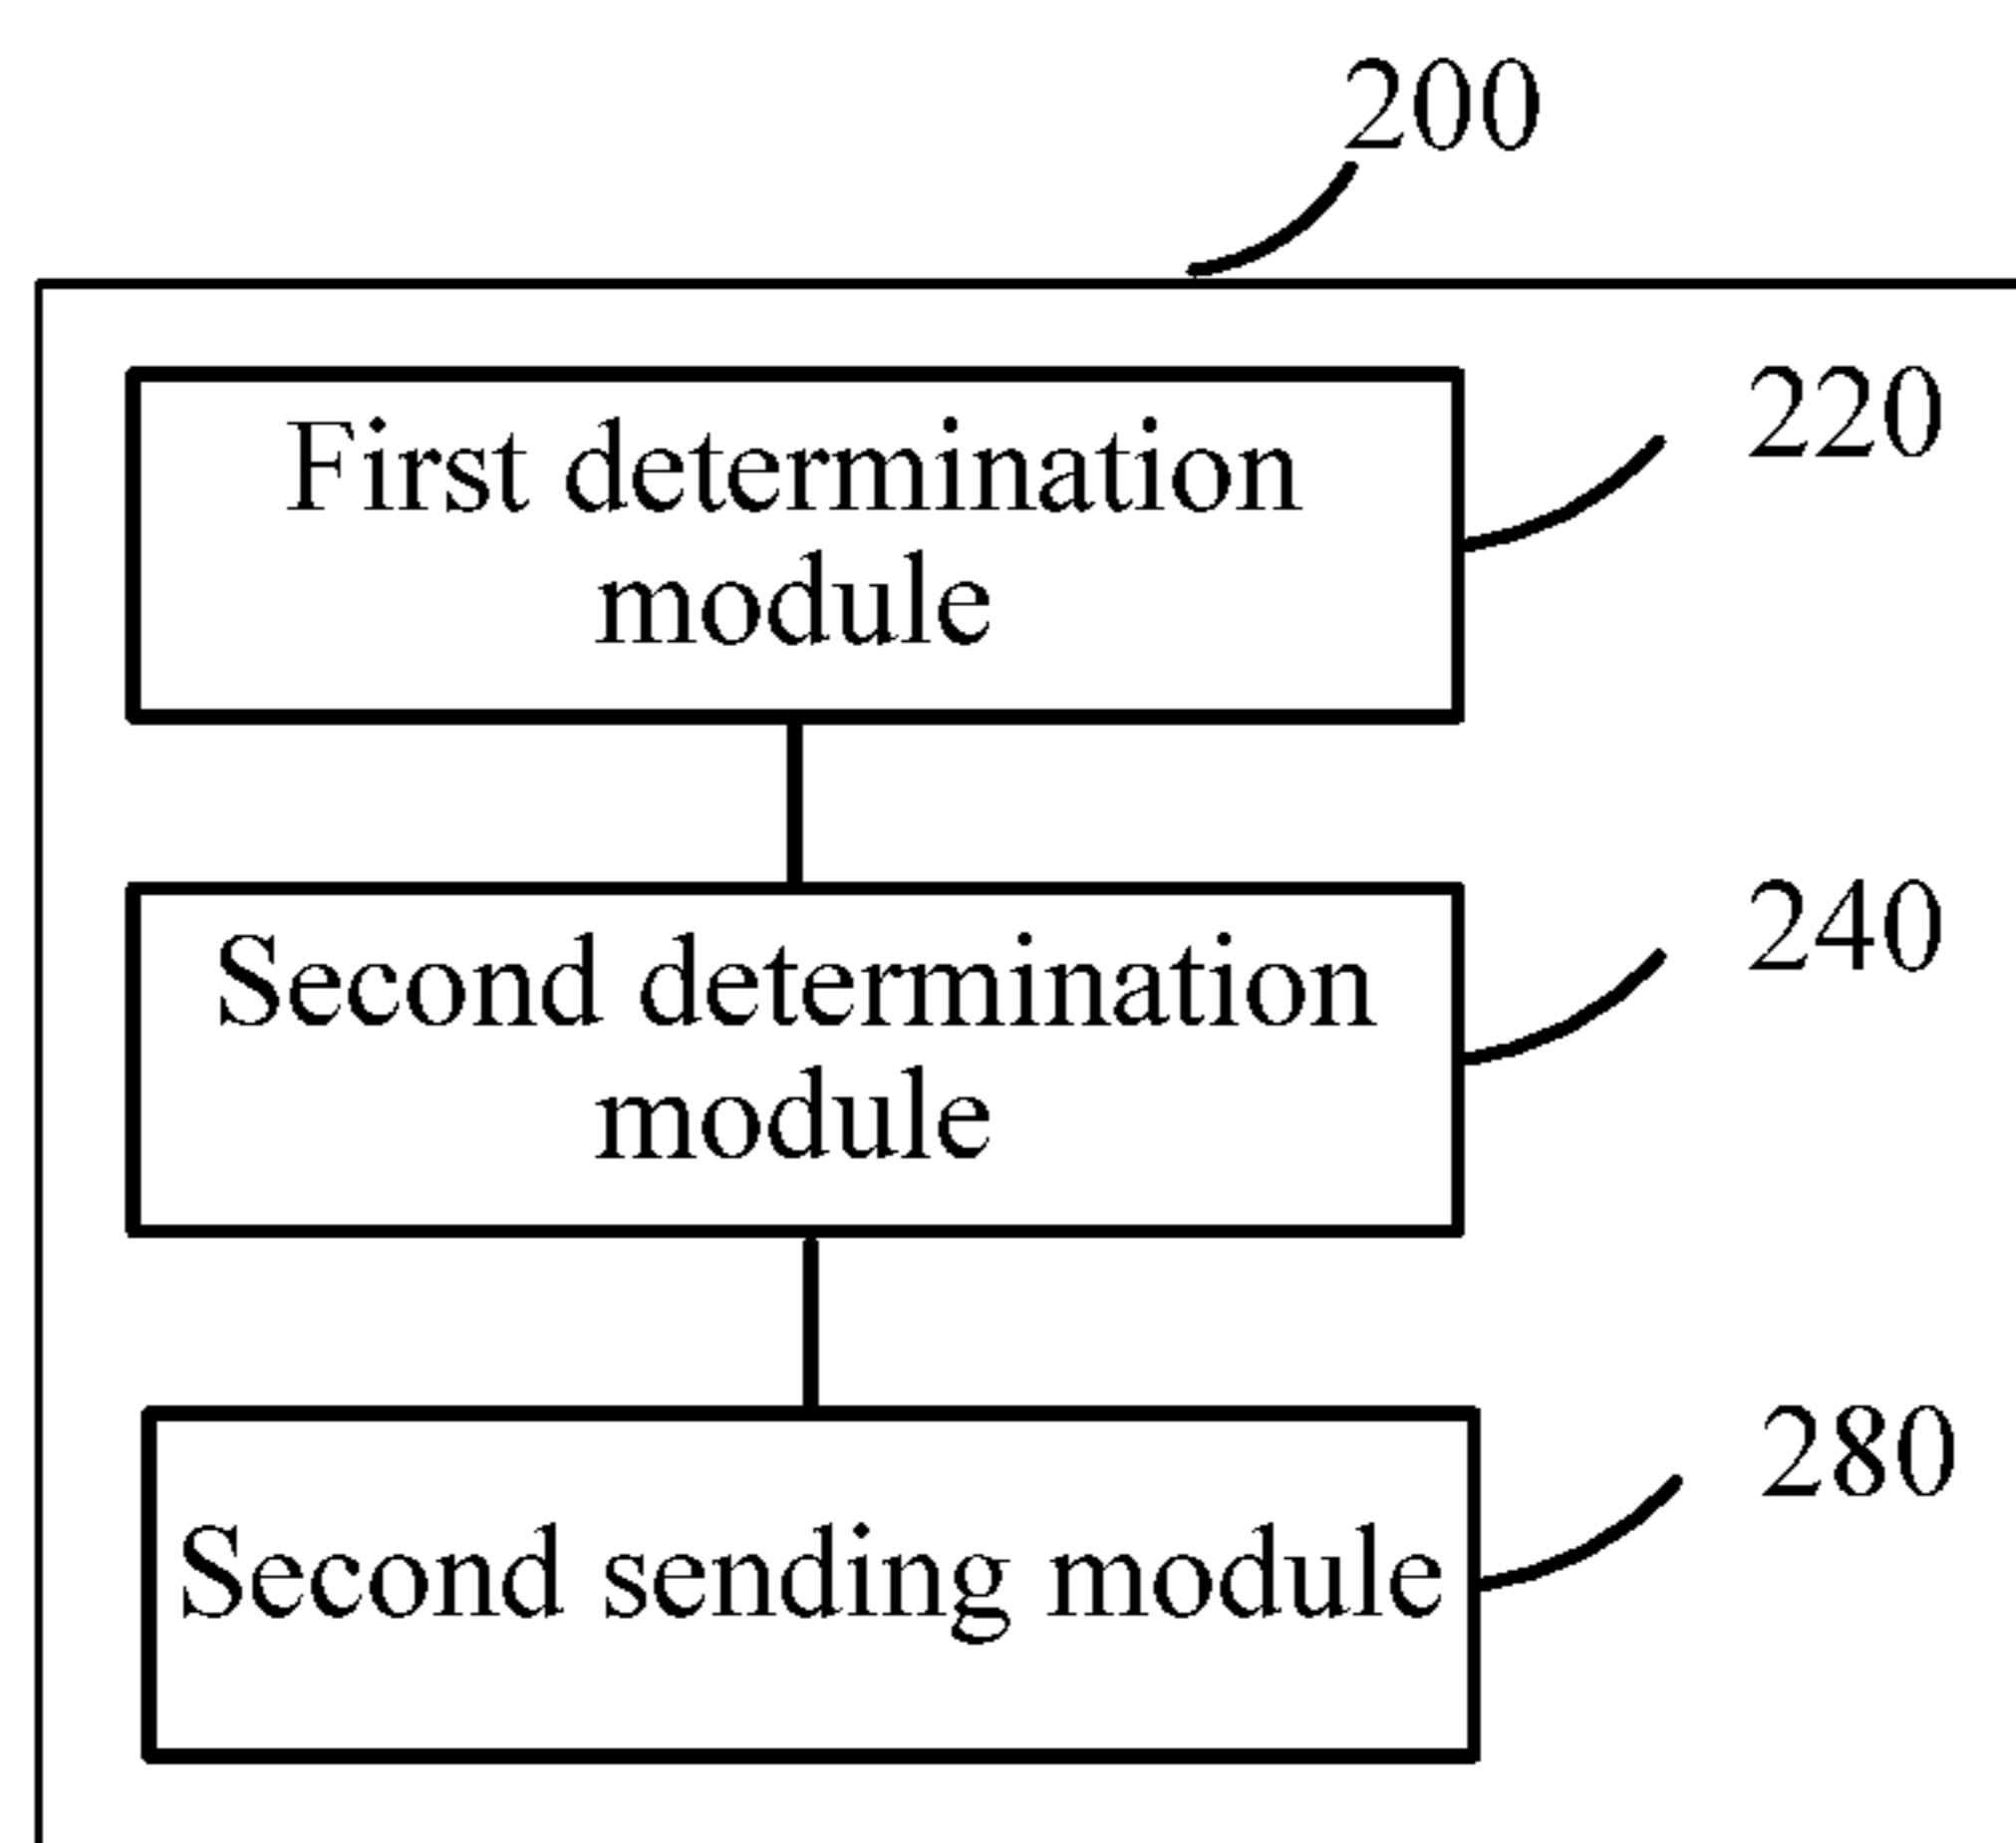 200
First determination
module
220
Second determination
module
240
Second sending module
280